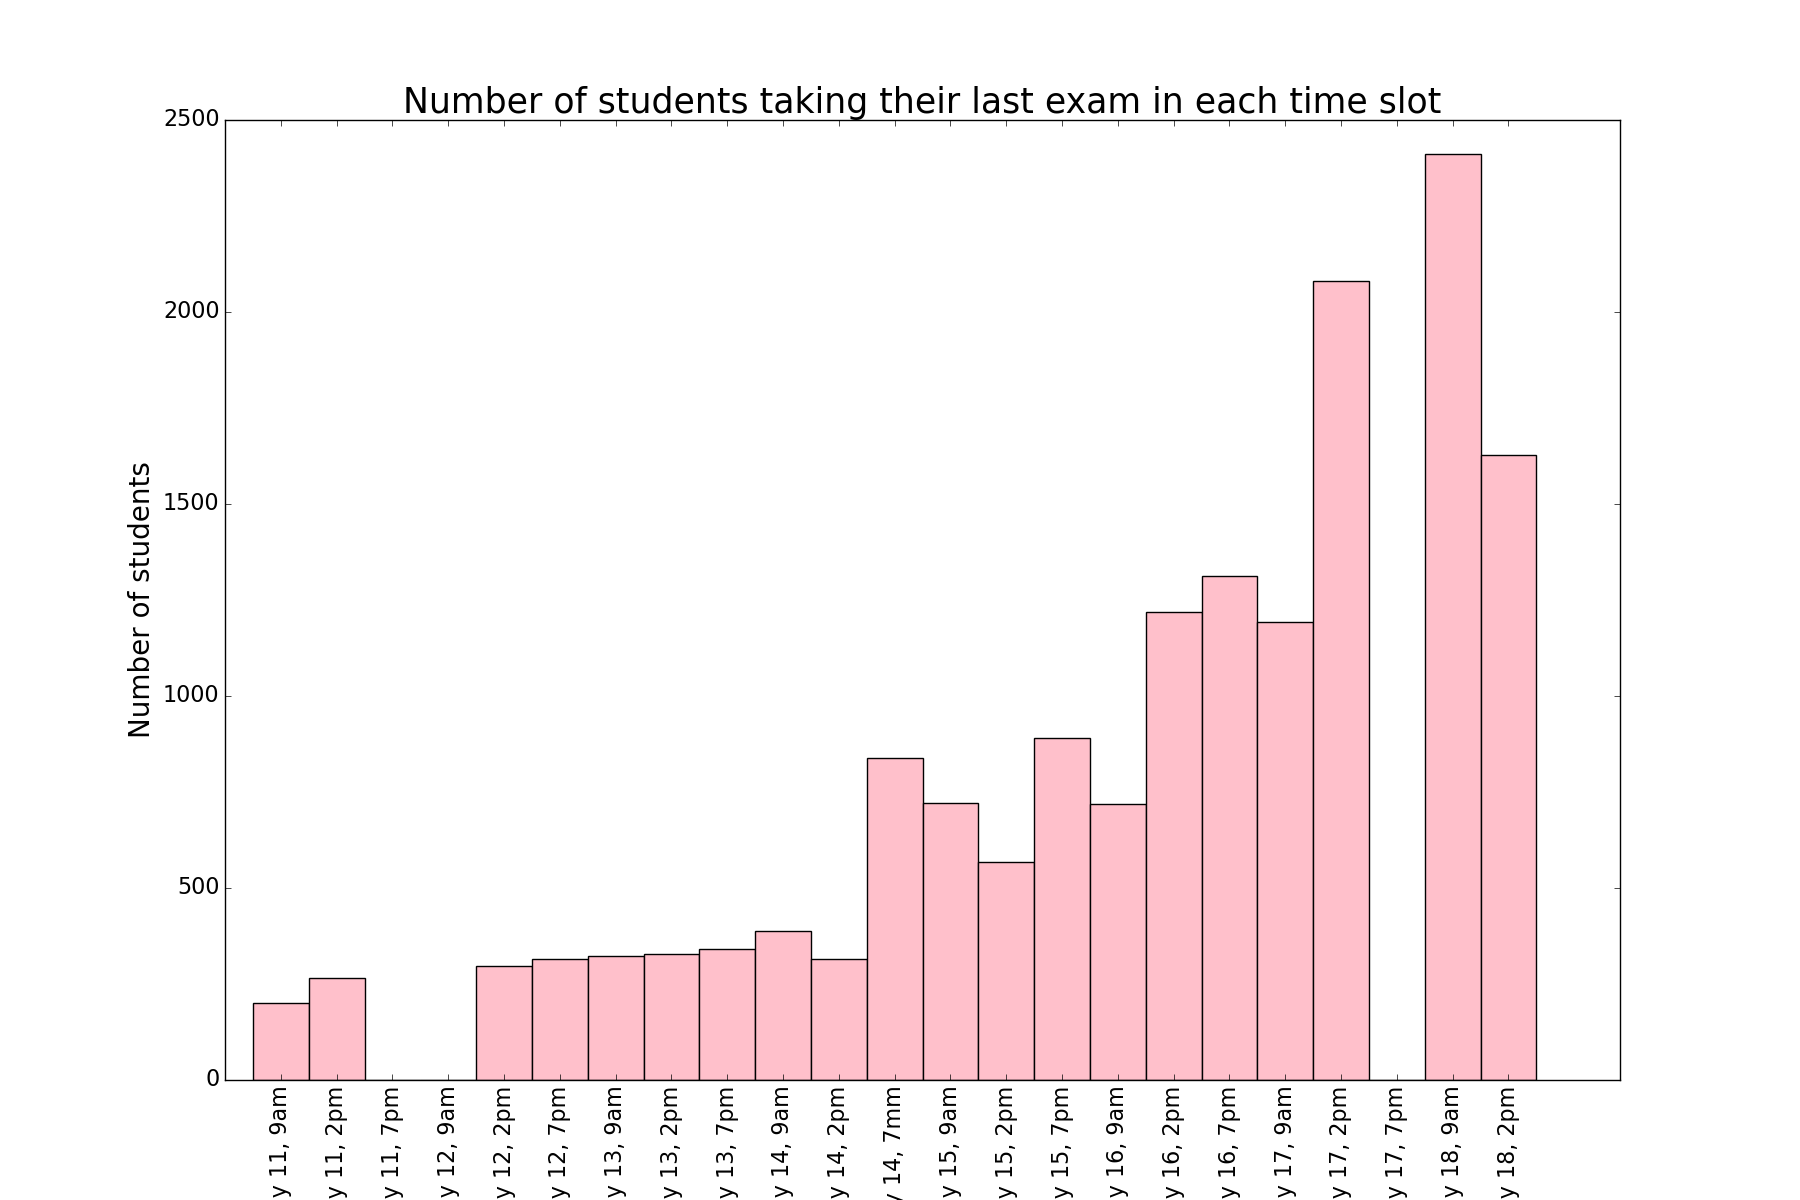 Number of students taking their last exam in each time slot
Number of students
2500
2000
1500
1000
500
0
y 11, 9am
y 11, 2pm
y 11, 7pm
y 12, 9am
y 12, 2pm
y 12, 7pm
y 13, 9am
y 13, 2pm
y 13, 7pm
y 14, 9am
y 14, 2pm
y 14, 7mm
y 15, 9am
y 15, 2pm
y 15, 7pm
y 16, 9am
y 16, 2pm
y 16, 7pm
y 17, 9am
y 17, 2pm
y 17, 7pm
y 18, 9am
y 18, 2pm